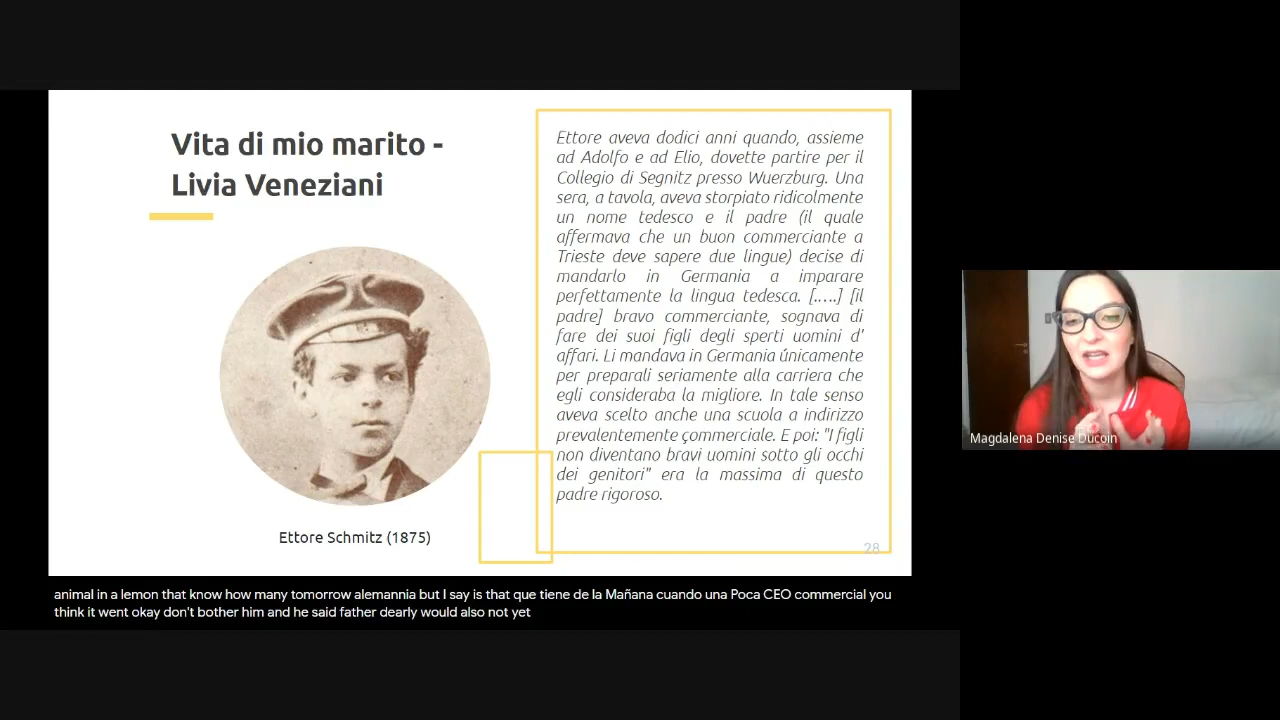 Vita di mio marito -
Livia Veneziani
Ettore Schmitz (1875)
Ettore aveva dodici anni quando, assieme
ad Adolfo e ad Elio, dovette partire per il
Collegio di Segnitz presso Wuerzburg. Una
sera, a tavola, aveva storpiato ridicolmente
un nome tedesco e il padre (il quale
affermava che un buon commerciante a
Trieste deve sapere due lingue) decise di
mandarlo in Germania a imparare
perfettamente la lingua tedesca. [.....] [il
padre] bravo commerciante, sognava di
fare dei suoi figli degli sperti uomini d'
affari. Li mandava in Germania únicamente
per preparali seriamente alla carriera che
egli consideraba la migliore. In tale senso
aveva scelto anche una scuola a indirizzo
prevalentemente çommerciale. E poi: "I figli
non diventano bravi uomini sotto gli occhi
dei genitori" era la massima di questo
padre rigoroso.
28
Magdalena Denise Ducoin
animal in a lemon that know how many tomorrow alemannia but I say is that que tiene de la Mañana cuando una Poca CEO commercial you
think it went okay don't bother him and he said father dearly would also not yet